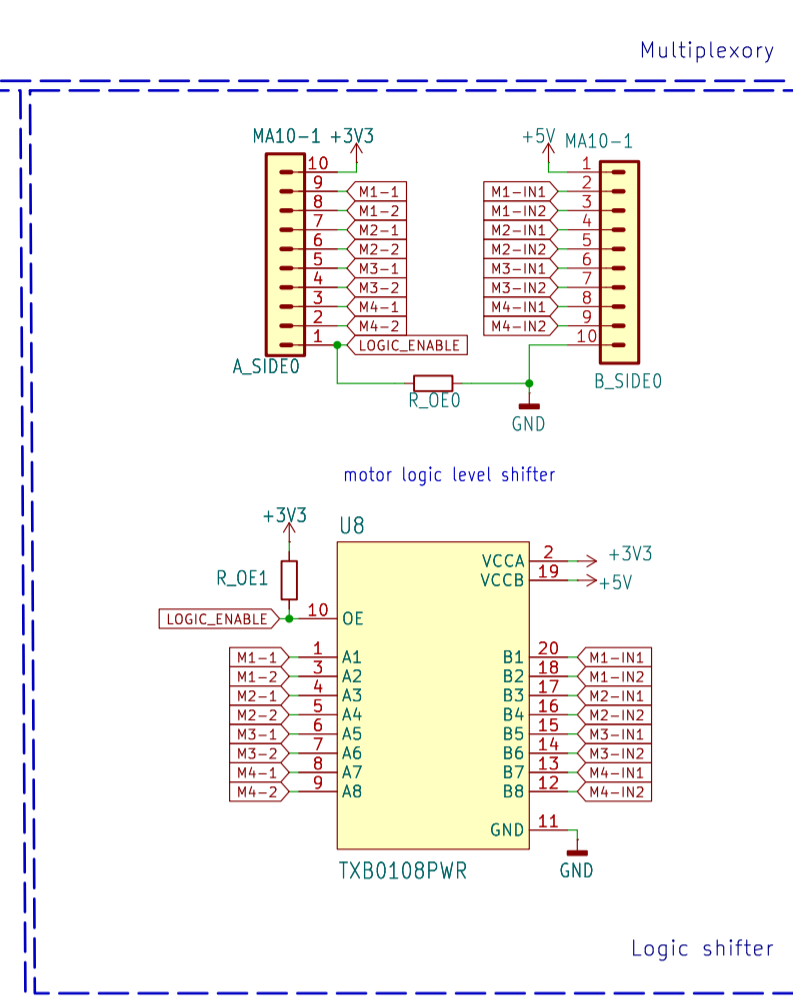 Multiplexory
MA10-1 +3V3
+5V MA10-1
10
9 M1-1
8 M1-2
7 M2-1
6 M2-2
5 M3-1
4 M3-2
3 M4-1
2 M4-2
1 LOGIC_ENABLE
A_SIDE0
1
M1-IN1 2
M1-IN2 3
M2-IN1 4
M2-IN2 5
M3-IN1 6
M3-IN2 7
M4-IN1 8
M4-IN2 9
10
B_SIDE0
R_OE0
GND
motor logic level shifter
+3V3
U8
R_OE1
VCCA 2 +3V3
VCCB 19 +5V
LOGIC_ENABLE 10 OE
M1-1 1 A1 B1 20 M1-IN1
M1-2 3 A2 B2 18 M1-IN2
M2-1 4 A3 B3 17 M2-IN1
M2-2 5 A4 B4 16 M2-IN2
M3-1 6 A5 B5 15 M3-IN1
M3-2 7 A6 B6 14 M3-IN2
M4-1 8 A7 B7 13 M4-IN1
M4-2 9 A8 B8 12 M4-IN2
GND 11
TXB0108PWR
GND
Logic shifter